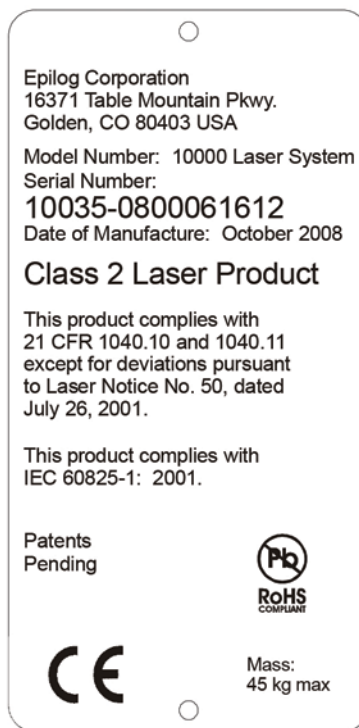 Epilog Corporation
16371 Table Mountain Pkwy.
Golden, CO 80403 USA
Model Number: 10000 Laser System
Serial Number:
10035-0800061612
Date of Manufacture: October 2008
Class 2 Laser Product
This product complies with
21 CFR 1040.10 and 1040.11
except for deviations pursuant
to Laser Notice No. 50, dated
July 26, 2001.
This product complies with
IEC 60825-1: 2001.
Patents
Pending
Pb
RoHS
COMPLIANT
CE
Mass:
45 kg max